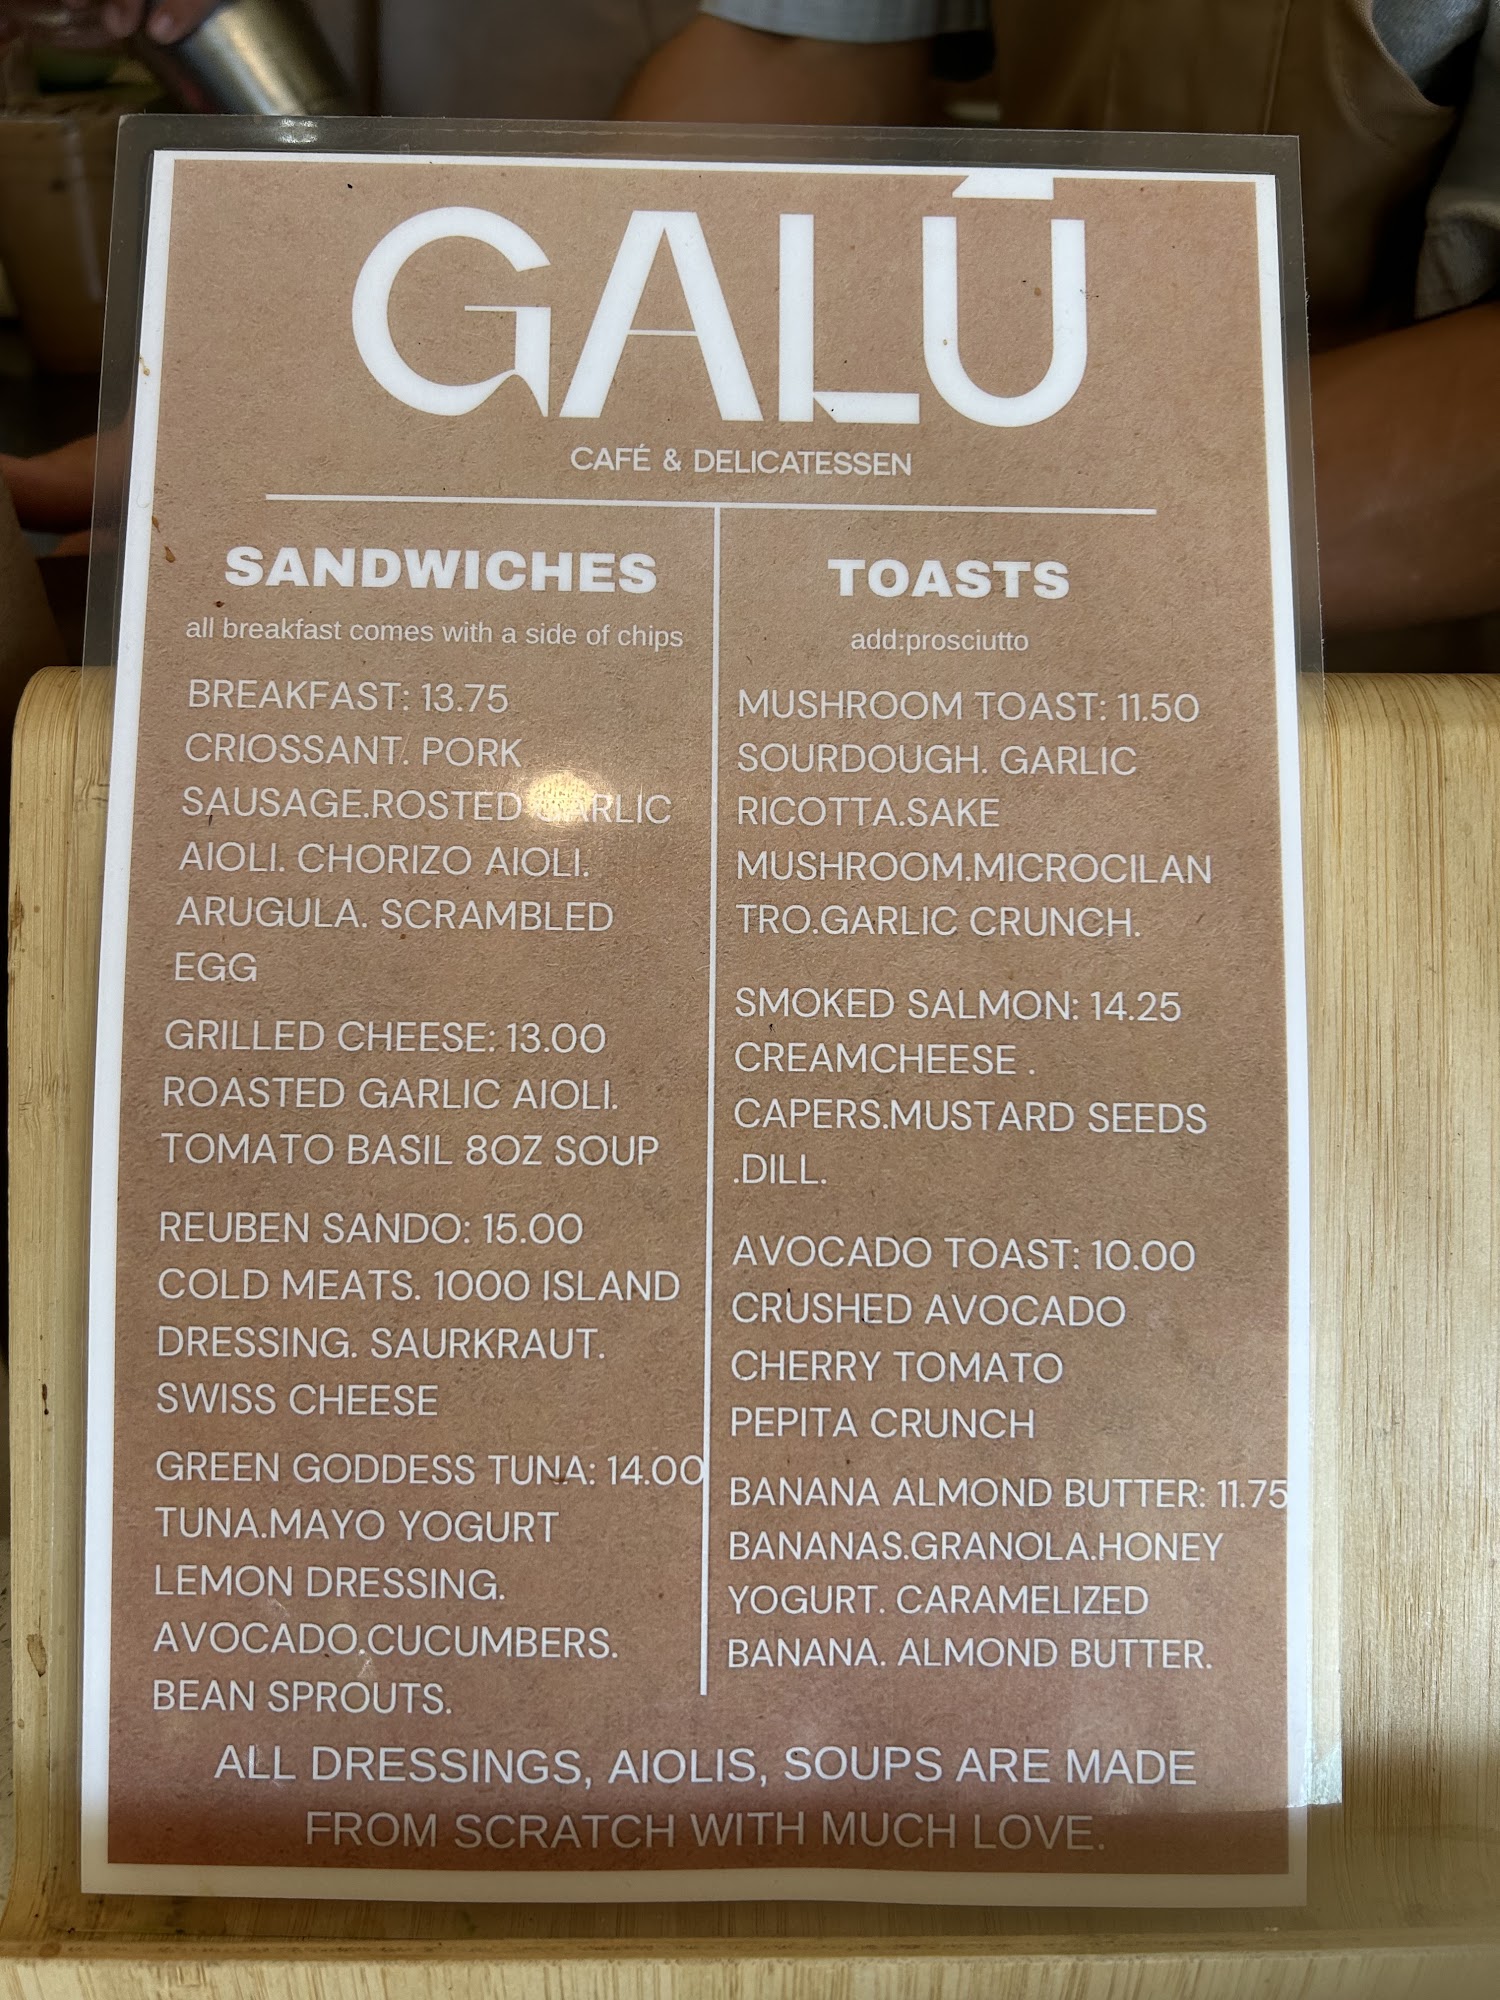 GALÚ
CAFÉ & DELICATESSEN
SANDWICHES
all breakfast comes with a side of chips
BREAKFAST: 13.75
CRIOSSANT. PORK
SAUSAGE.ROSTED GARLIC
AIOLI. CHORIZO AIOLI.
ARUGULA. SCRAMBLED
EGG
GRILLED CHEESE: 13.00
ROASTED GARLIC AIOLI.
TOMATO BASIL 8OZ SOUP
REUBEN SANDO: 15.00
COLD MEATS. 1000 ISLAND
DRESSING. SAURKRAUT.
SWISS CHEESE
GREEN GODDESS TUNA: 14.00
TUNA.MAYO YOGURT
LEMON DRESSING.
AVOCADO.CUCUMBERS.
BEAN SPROUTS.
TOASTS
add:prosciutto
MUSHROOM TOAST: 11.50
SOURDOUGH. GARLIC
RICOTTA.SAKE
MUSHROOM.MICROCILAN
TRO.GARLIC CRUNCH.
SMOKED SALMON: 14.25
CREAMCHEESE .
CAPERS.MUSTARD SEEDS
.DILL.
AVOCADO TOAST: 10.00
CRUSHED AVOCADO
CHERRY TOMATO
PEPITA CRUNCH
BANANA ALMOND BUTTER: 11.75
BANANAS.GRANOLA.HONEY
YOGURT. CARAMELIZED
BANANA. ALMOND BUTTER.
ALL DRESSINGS, AIOLIS, SOUPS ARE MADE
FROM SCRATCH WITH MUCH LOVE.